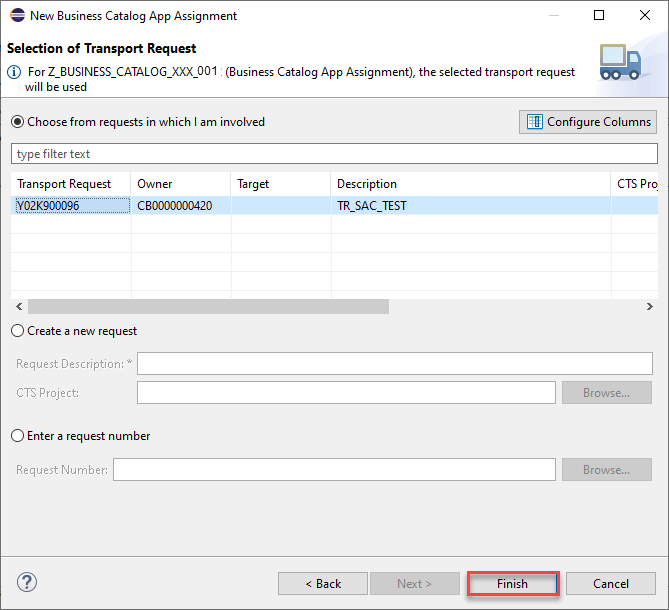 New Business Catalog App Assignment
Selection of Transport Request
For Z_BUSINESS_CATALOG_XXX_001 : (Business Catalog App Assignment), the selected transport request
will be used
Choose from requests in which I am involved
Configure Columns
type filter text
Transport Request Owner Target Description CTS Proj
Y02K900096 CB0000000420 TR_SAC_TEST
Create a new request
Request Description: *
CTS Project:
Browse...
Enter a request number
Request Number:
Browse...
< Back Next > Finish Cancel